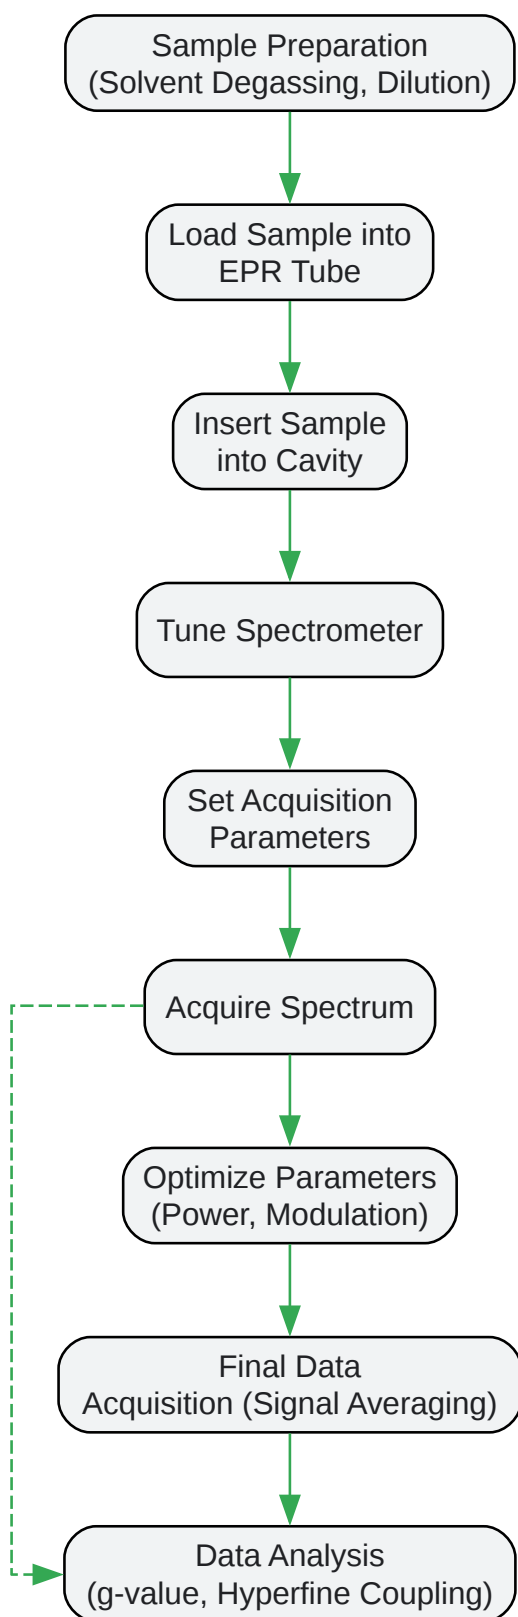 Sample Preparation
(Solvent Degassing, Dilution)
Load Sample into
EPR Tube
Insert Sample
into Cavity
Tune Spectrometer
Set Acquisition
Parameters
Acquire Spectrum
Optimize Parameters
(Power, Modulation)
Final Data
Acquisition (Signal Averaging)
Data Analysis
(g-value, Hyperfine Coupling)